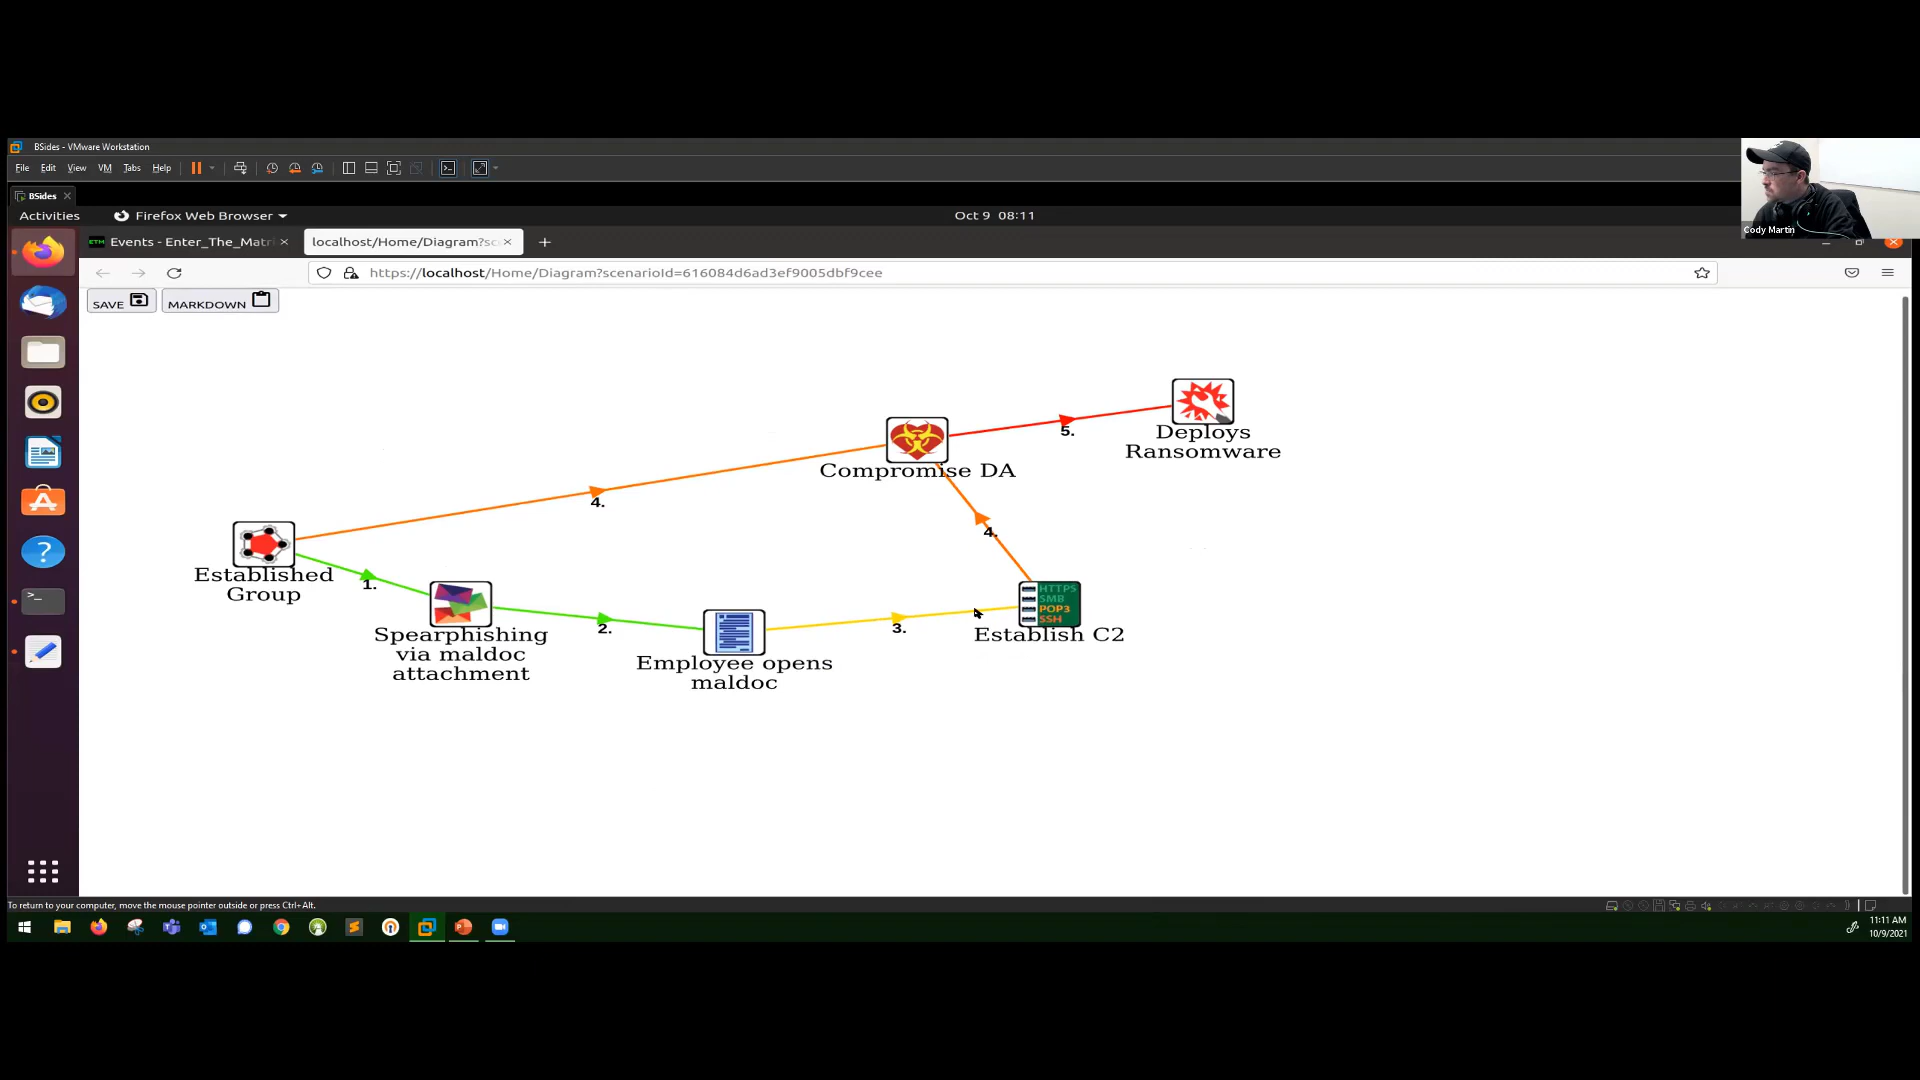 BSides - VMware Workstation
File Edit View VM Tabs Help
BSides
Activities Firefox Web Browser Oct 9 08:11
Cody Martin
ETM Events - Enter_The_Matri localhost/Home/Diagram?sc
https://localhost/Home/Diagram?scenarioId=616084d6ad3ef9005dbf9cee
SAVE MARKDOWN
Deploys
Ransomware
5.
Compromise DA
4.
4.
Established
Group
1.
Spearphishing
via maldoc
attachment
2.
Employee opens
maldoc
3.
HTTPS
SMB
POP3
SSH
Establish C2
To return to your computer, move the mouse pointer outside or press Ctrl+Alt.
11:11 AM
10/9/2021